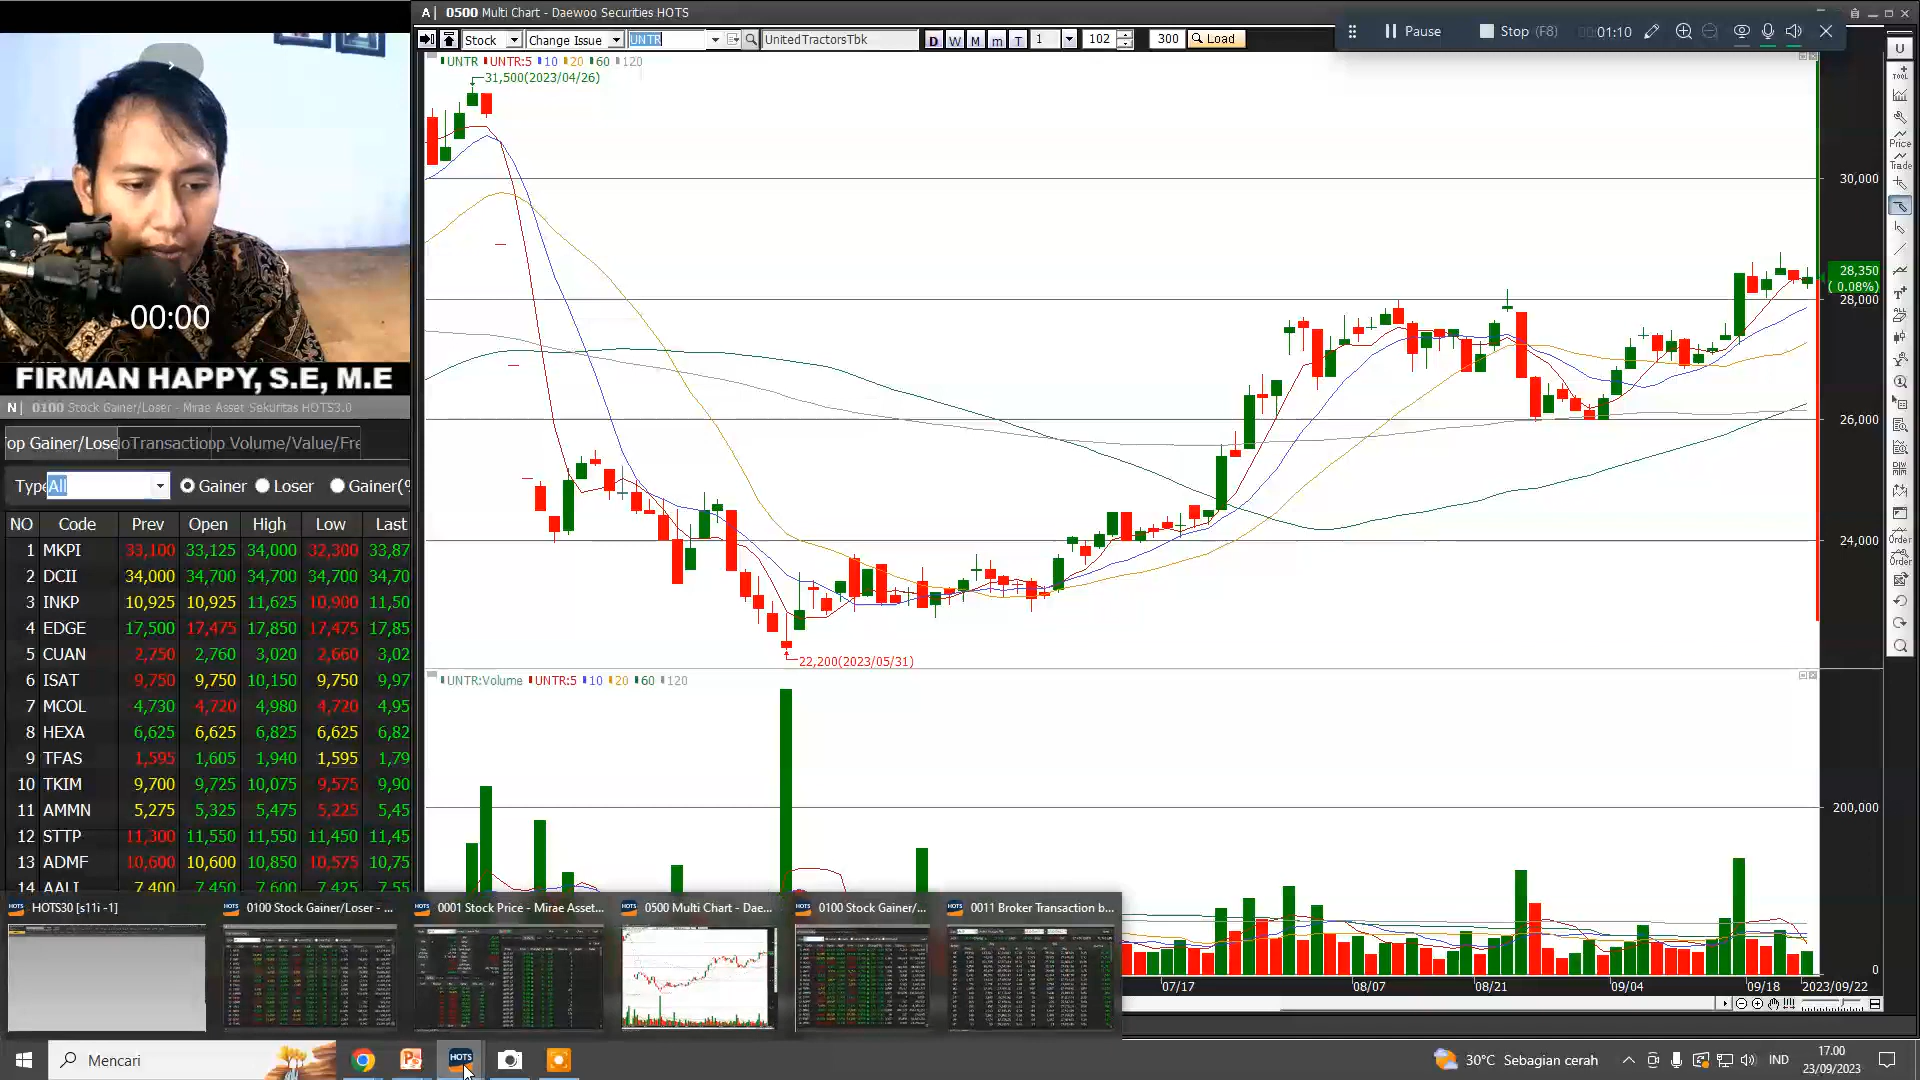 A| 0500 Multi Chart - Daewoo Securities HOTS
Stock Change Issue UNTR UnitedTractorsTbk D W M m T 1 102 300 Load
Pause Stop (F8) 00:01:10
UNTR UNTR:5 10 20 60 120
31,500(2023/04/26)
30,000
28,350
( 0.08%)
28,000
26,000
24,000
22,200(2023/05/31)
UNTR:Volume UNTR:5 10 20 60 120
200,000
0
07/17 08/07 08/21 09/04 09/18 2023/09/22
U
TOOL
Price
Trade
Order
Order
00:00
FIRMAN HAPPY, S.E, M.E
N| 0100 Stock Gainer/Loser - Mirae Asset Sekuritas HOTS3.0
op Gainer/Lose oTransactio op Volume/Value/Fre
Type All Gainer Loser Gainer(%
NO Code Prev Open High Low Last
1 MKPI 33,100 33,125 34,000 32,300 33,87
2 DCII 34,000 34,700 34,700 34,700 34,70
3 INKP 10,925 10,925 11,625 10,900 11,50
4 EDGE 17,500 17,475 17,850 17,475 17,85
5 CUAN 2,750 2,760 3,020 2,660 3,02
6 ISAT 9,750 9,750 10,150 9,750 9,97
7 MCOL 4,730 4,720 4,980 4,720 4,95
8 HEXA 6,625 6,625 6,825 6,625 6,82
9 TFAS 1,595 1,605 1,940 1,595 1,79
10 TKIM 9,700 9,725 10,075 9,575 9,90
11 AMMN 5,275 5,325 5,475 5,225 5,45
12 STTP 11,300 11,550 11,550 11,450 11,45
13 ADMF 10,600 10,600 10,850 10,575 10,75
14 AALI 7,400 7,450 7,600 7,425 7,55
HOTS30 [s11i -1] 0100 Stock Gainer/Loser - ... 0001 Stock Price - Mirae Asset... 0500 Multi Chart - Dae... 0100 Stock Gainer/... 0011 Broker Transaction b...
Mencari HOTS 30°C Sebagian cerah IND 17.00
23/09/2023